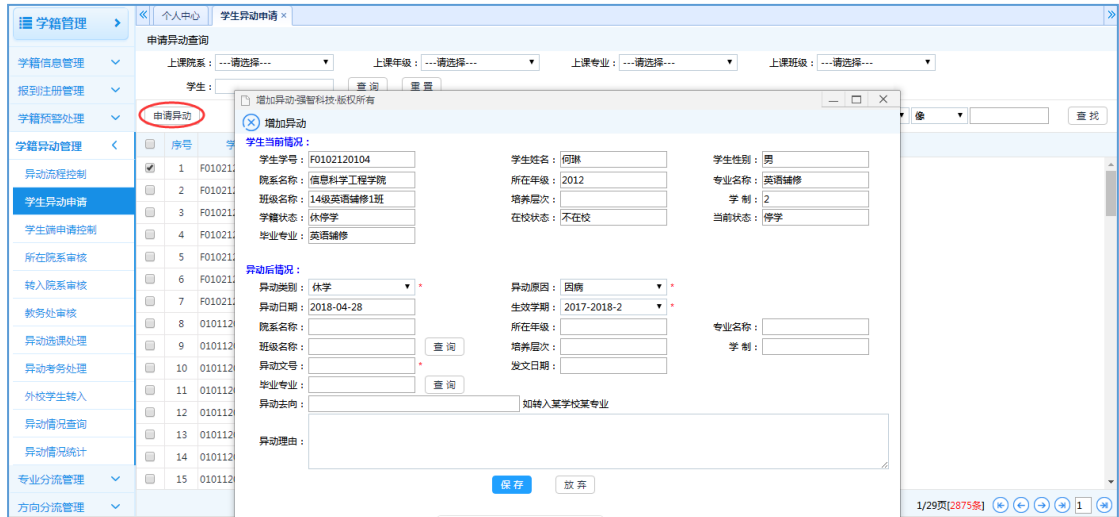 学籍管理
个人中心 学生异动申请 ×
申请异动查询
学籍信息管理
上课院系：---请选择--- 上课年级：---请选择--- 上课专业：---请选择--- 上课班级：---请选择---
报到注册管理
学生： 查 询 重 置
增加异动-强智科技-版权所有
学籍预警处理
申请异动
像 查 找
增加异动
学籍异动管理
序号 学
学生当前情况：
学生学号：F0102120104 学生姓名：何琳 学生性别：男
院系名称：信息科学工程学院 所在年级：2012 专业名称：英语辅修
班级名称：14级英语辅修1班 培养层次： 学 制：2
学籍状态：休停学 在校状态：不在校 当前状态：停学
毕业专业：英语辅修
异动后情况：
异动类别：休学 * 异动原因：因病 *
异动日期：2018-04-28 生效学期：2017-2018-2 *
院系名称： 所在年级： 专业名称：
班级名称： 查 询 培养层次： 学 制：
异动文号： * 发文日期：
毕业专业： 查 询
异动去向： 如转入某学校某专业
异动理由：
保 存 放 弃
1 F01021
2 F01021
3 F01021
4 F01021
5 F01021
6 F01021
7 F01021
8 010112
9 010112
10 010112
11 010112
12 010112
13 010112
14 010112
15 010112
异动流程控制
学生异动申请
学生端申请控制
所在院系审核
转入院系审核
教务处审核
异动选课处理
异动考务处理
外校学生转入
异动情况查询
异动情况统计
专业分流管理
方向分流管理
1/29页[2875条] 1